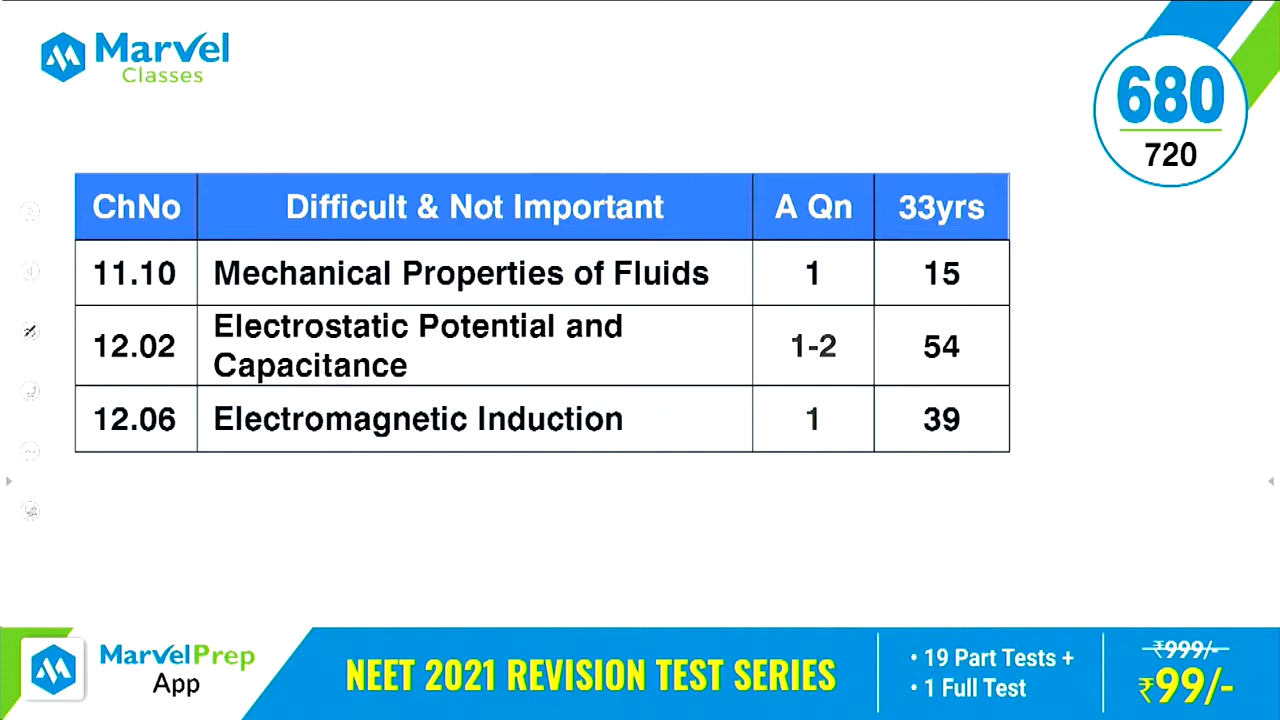 Marvel
Classes
680
720
ChNo Difficult & Not Important A Qn 33yrs
11.10 Mechanical Properties of Fluids 1 15
12.02 Electrostatic Potential and Capacitance 1-2 54
12.06 Electromagnetic Induction 1 39
MarvelPrep
App
NEET 2021 REVISION TEST SERIES
• 19 Part Tests +
• 1 Full Test
₹999/-
₹99/-